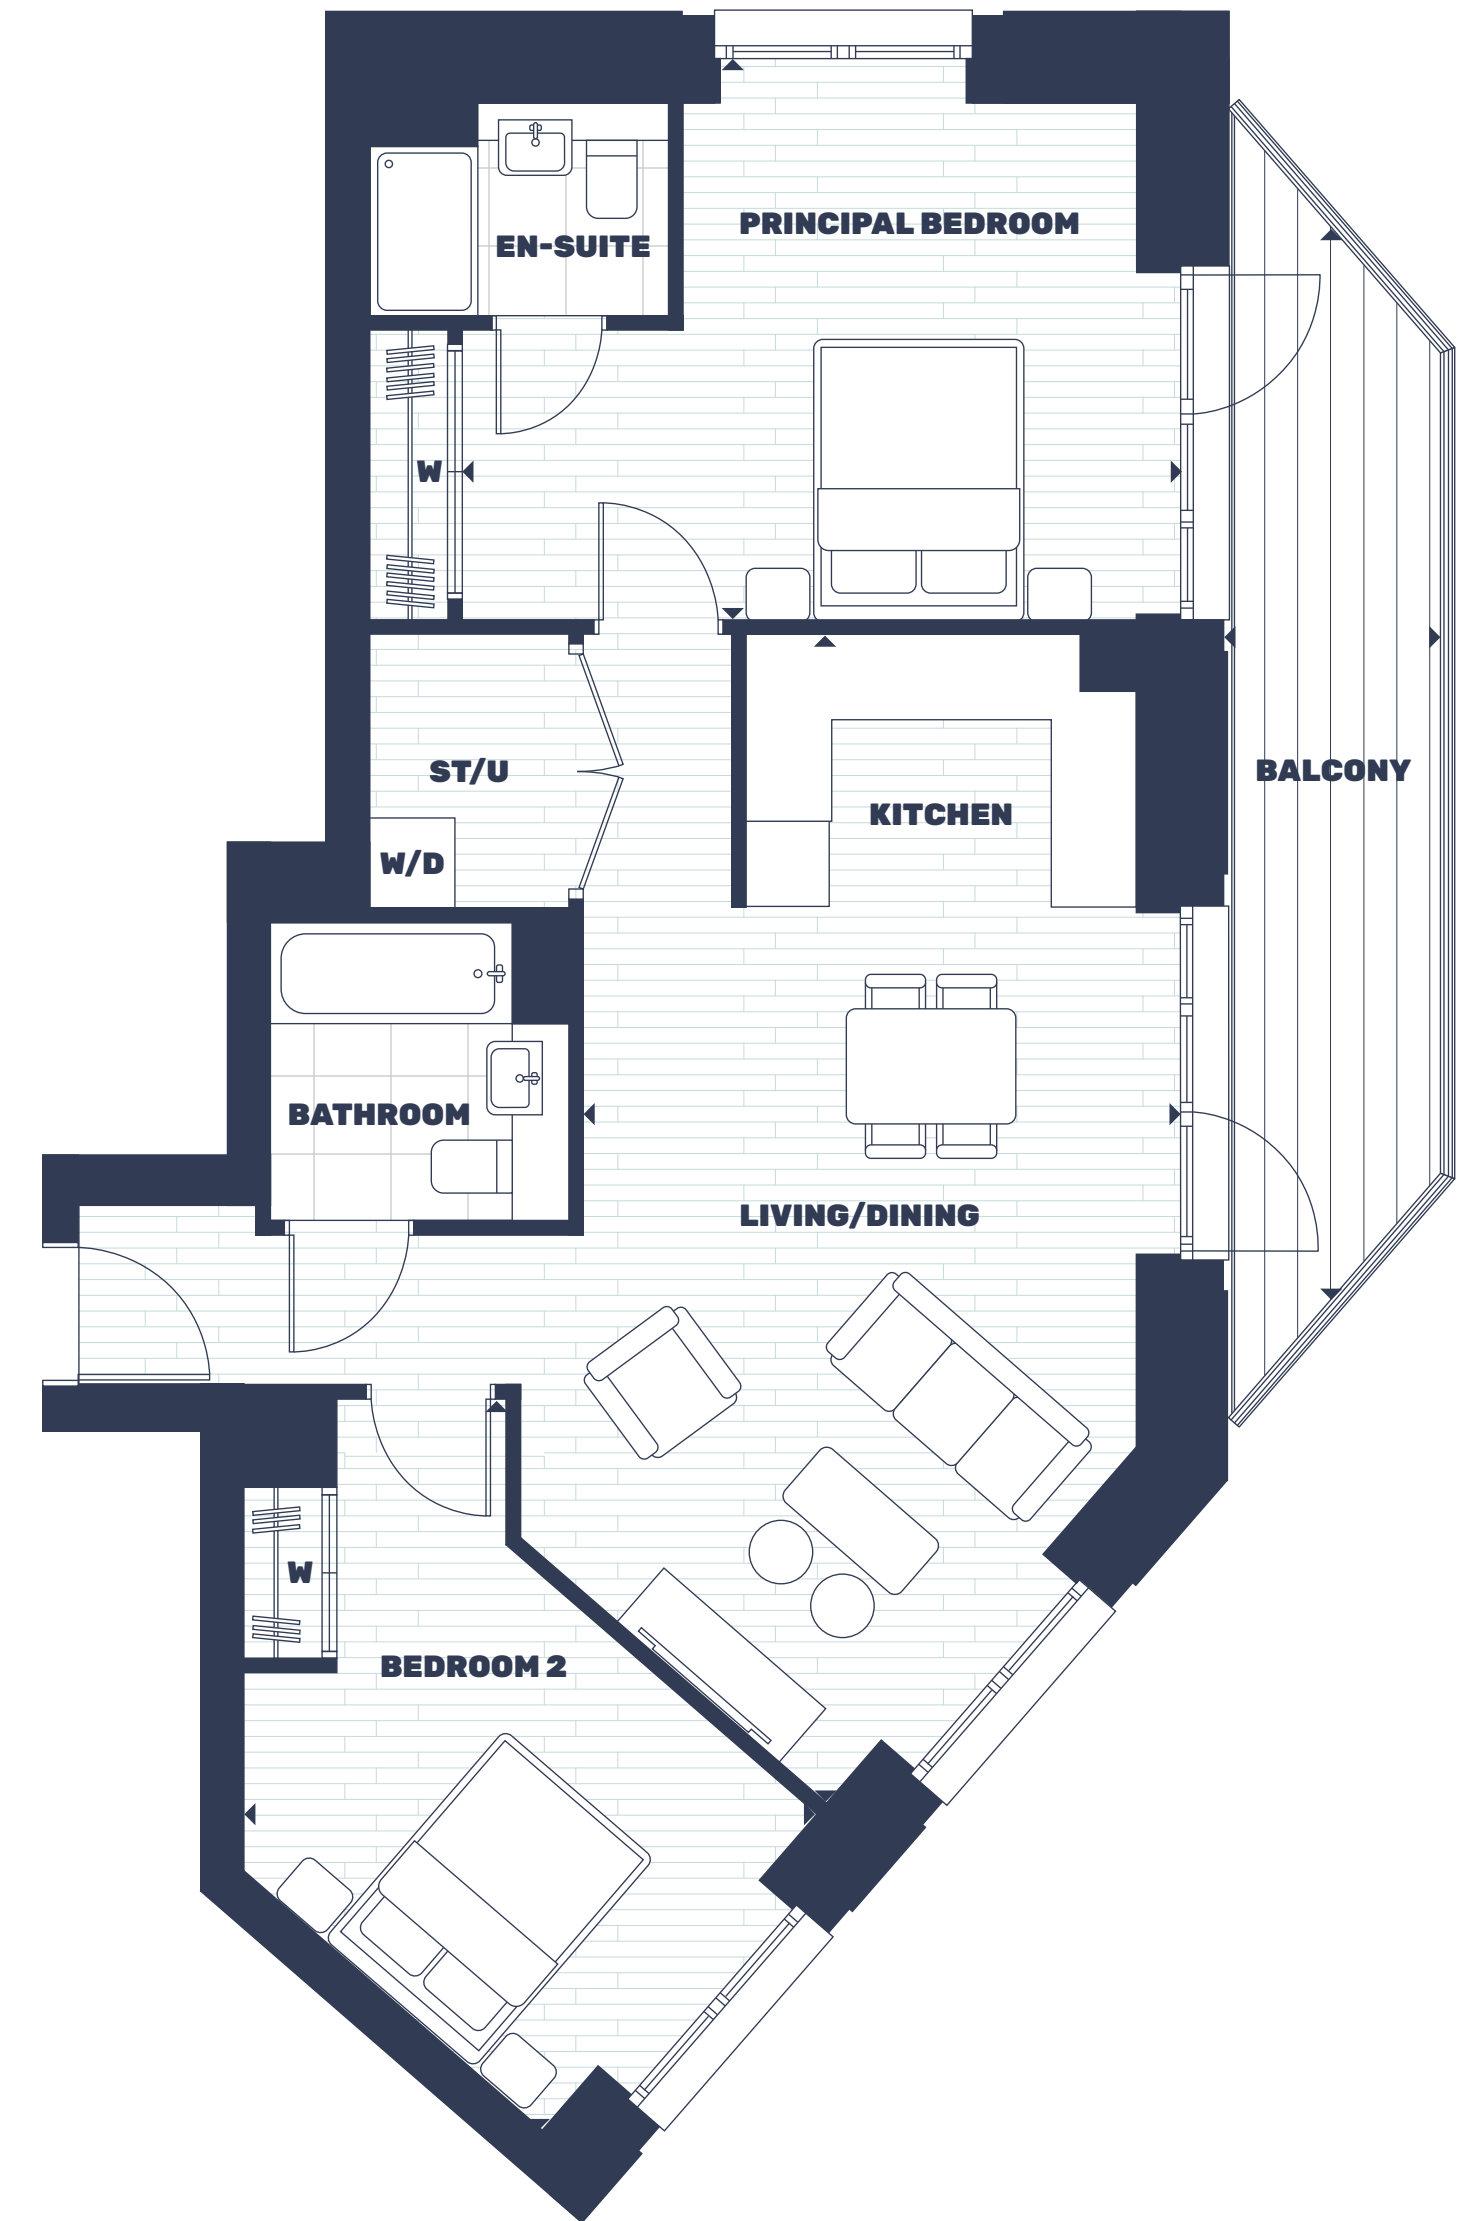 PRINCIPAL BEDROOM
EN-SUITE
W
ST/U
BALCONY
KITCHEN
W/D
BATHROOM
LIVING/DINING
W
BEDROOM 2